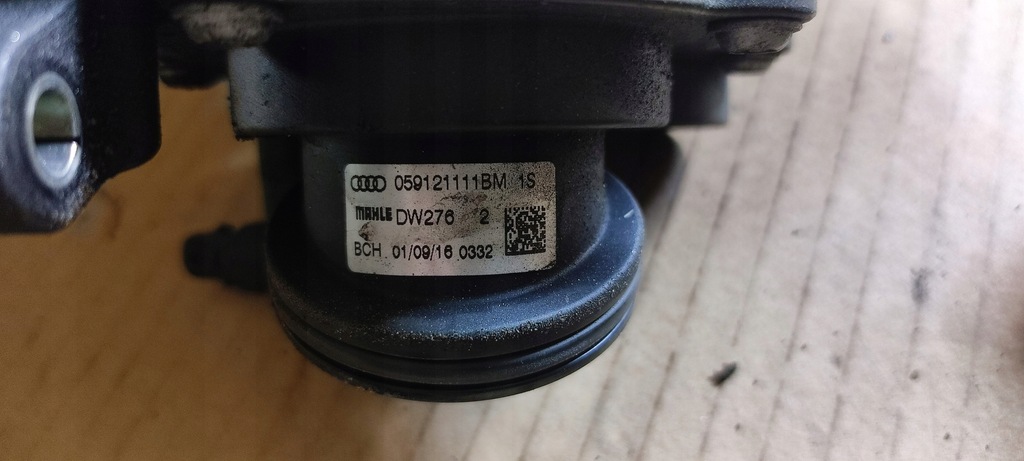 059121111BM 1S
MAHLE DW276 2
BCH 01/09/16 0332